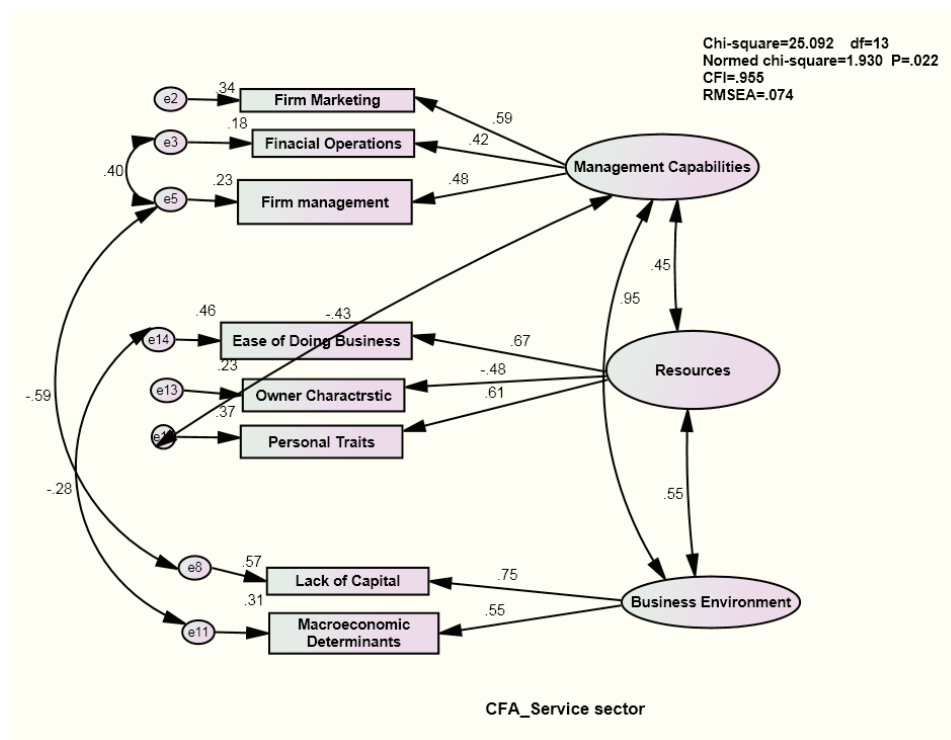 Chi-square=25.092 df=13
Normed chi-square=1.930 P=.022
CFI=.955
RMSEA=.074
e2
.34
Firm Marketing
.59
e3
.18
Finacial Operations
.42
Management Capabilities
.40
e5
.23
Firm management
.48
.45
.95
-.43
e14
.46
Ease of Doing Business
.67
Resources
e13
.23
Owner Charactrstic
-.48
.37
Personal Traits
.61
-.59
-.28
.55
e8
.57
Lack of Capital
.75
Business Environment
e11
.31
Macroeconomic
Determinants
.55
CFA_Service sector